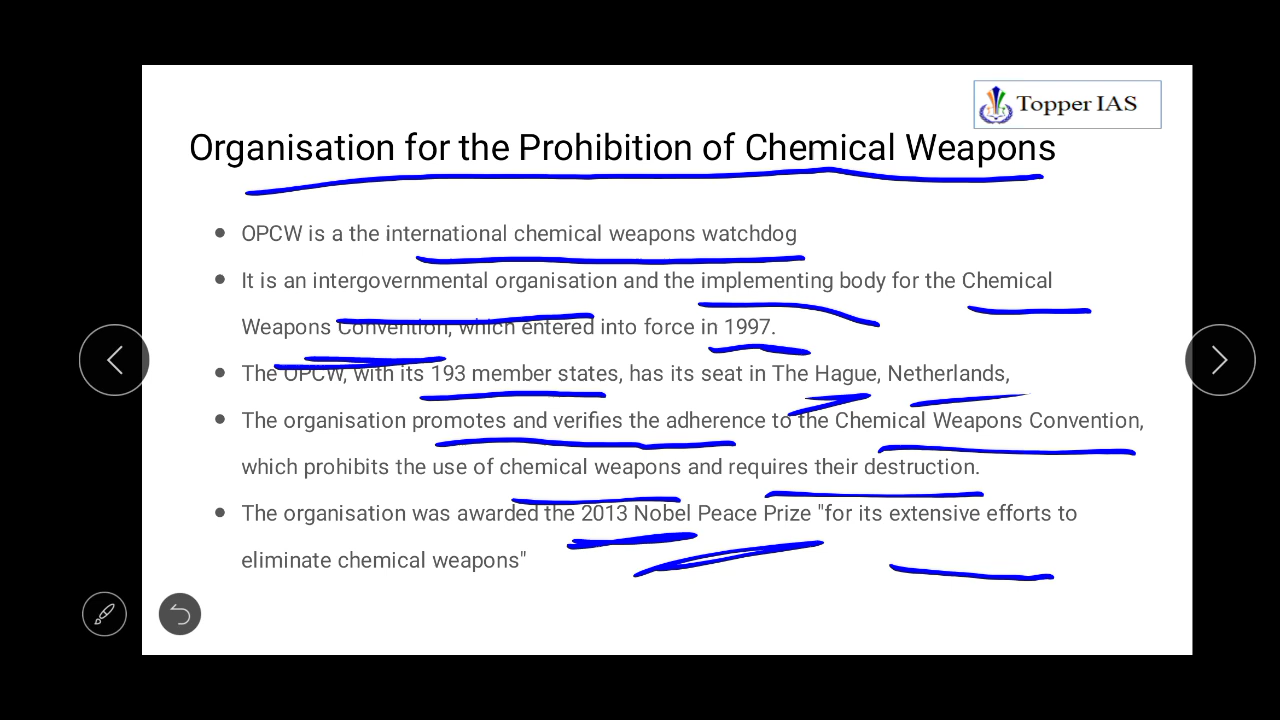 Topper IAS
Organisation for the Prohibition of Chemical Weapons
● OPCW is a the international chemical weapons watchdog
● It is an intergovernmental organisation and the implementing body for the Chemical
Weapons Convention, which entered into force in 1997.
● The OPCW, with its 193 member states, has its seat in The Hague, Netherlands,
● The organisation promotes and verifies the adherence to the Chemical Weapons Convention,
which prohibits the use of chemical weapons and requires their destruction.
● The organisation was awarded the 2013 Nobel Peace Prize "for its extensive efforts to
eliminate chemical weapons"